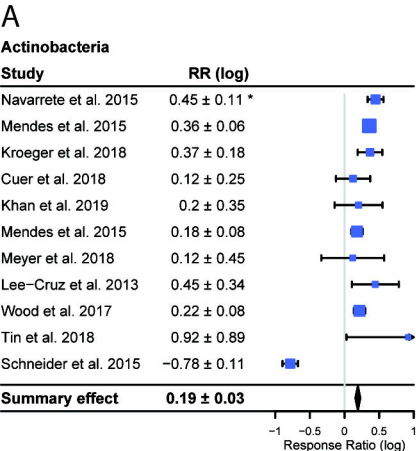 A
Actinobacteria
Study RR (log)
Navarrete et al. 2015 0.45 ± 0.11 *
Mendes et al. 2015 0.36 ± 0.06
Kroeger et al. 2018 0.37 ± 0.18
Cuer et al. 2018 0.12 ± 0.25
Khan et al. 2019 0.2 ± 0.35
Mendes et al. 2015 0.18 ± 0.08
Meyer et al. 2018 0.12 ± 0.45
Lee−Cruz et al. 2013 0.45 ± 0.34
Wood et al. 2017 0.22 ± 0.08
Tin et al. 2018 0.92 ± 0.89
Schneider et al. 2015 −0.78 ± 0.11
Summary effect 0.19 ± 0.03
−1 −0.5 0 0.5 1
Response Ratio (log)